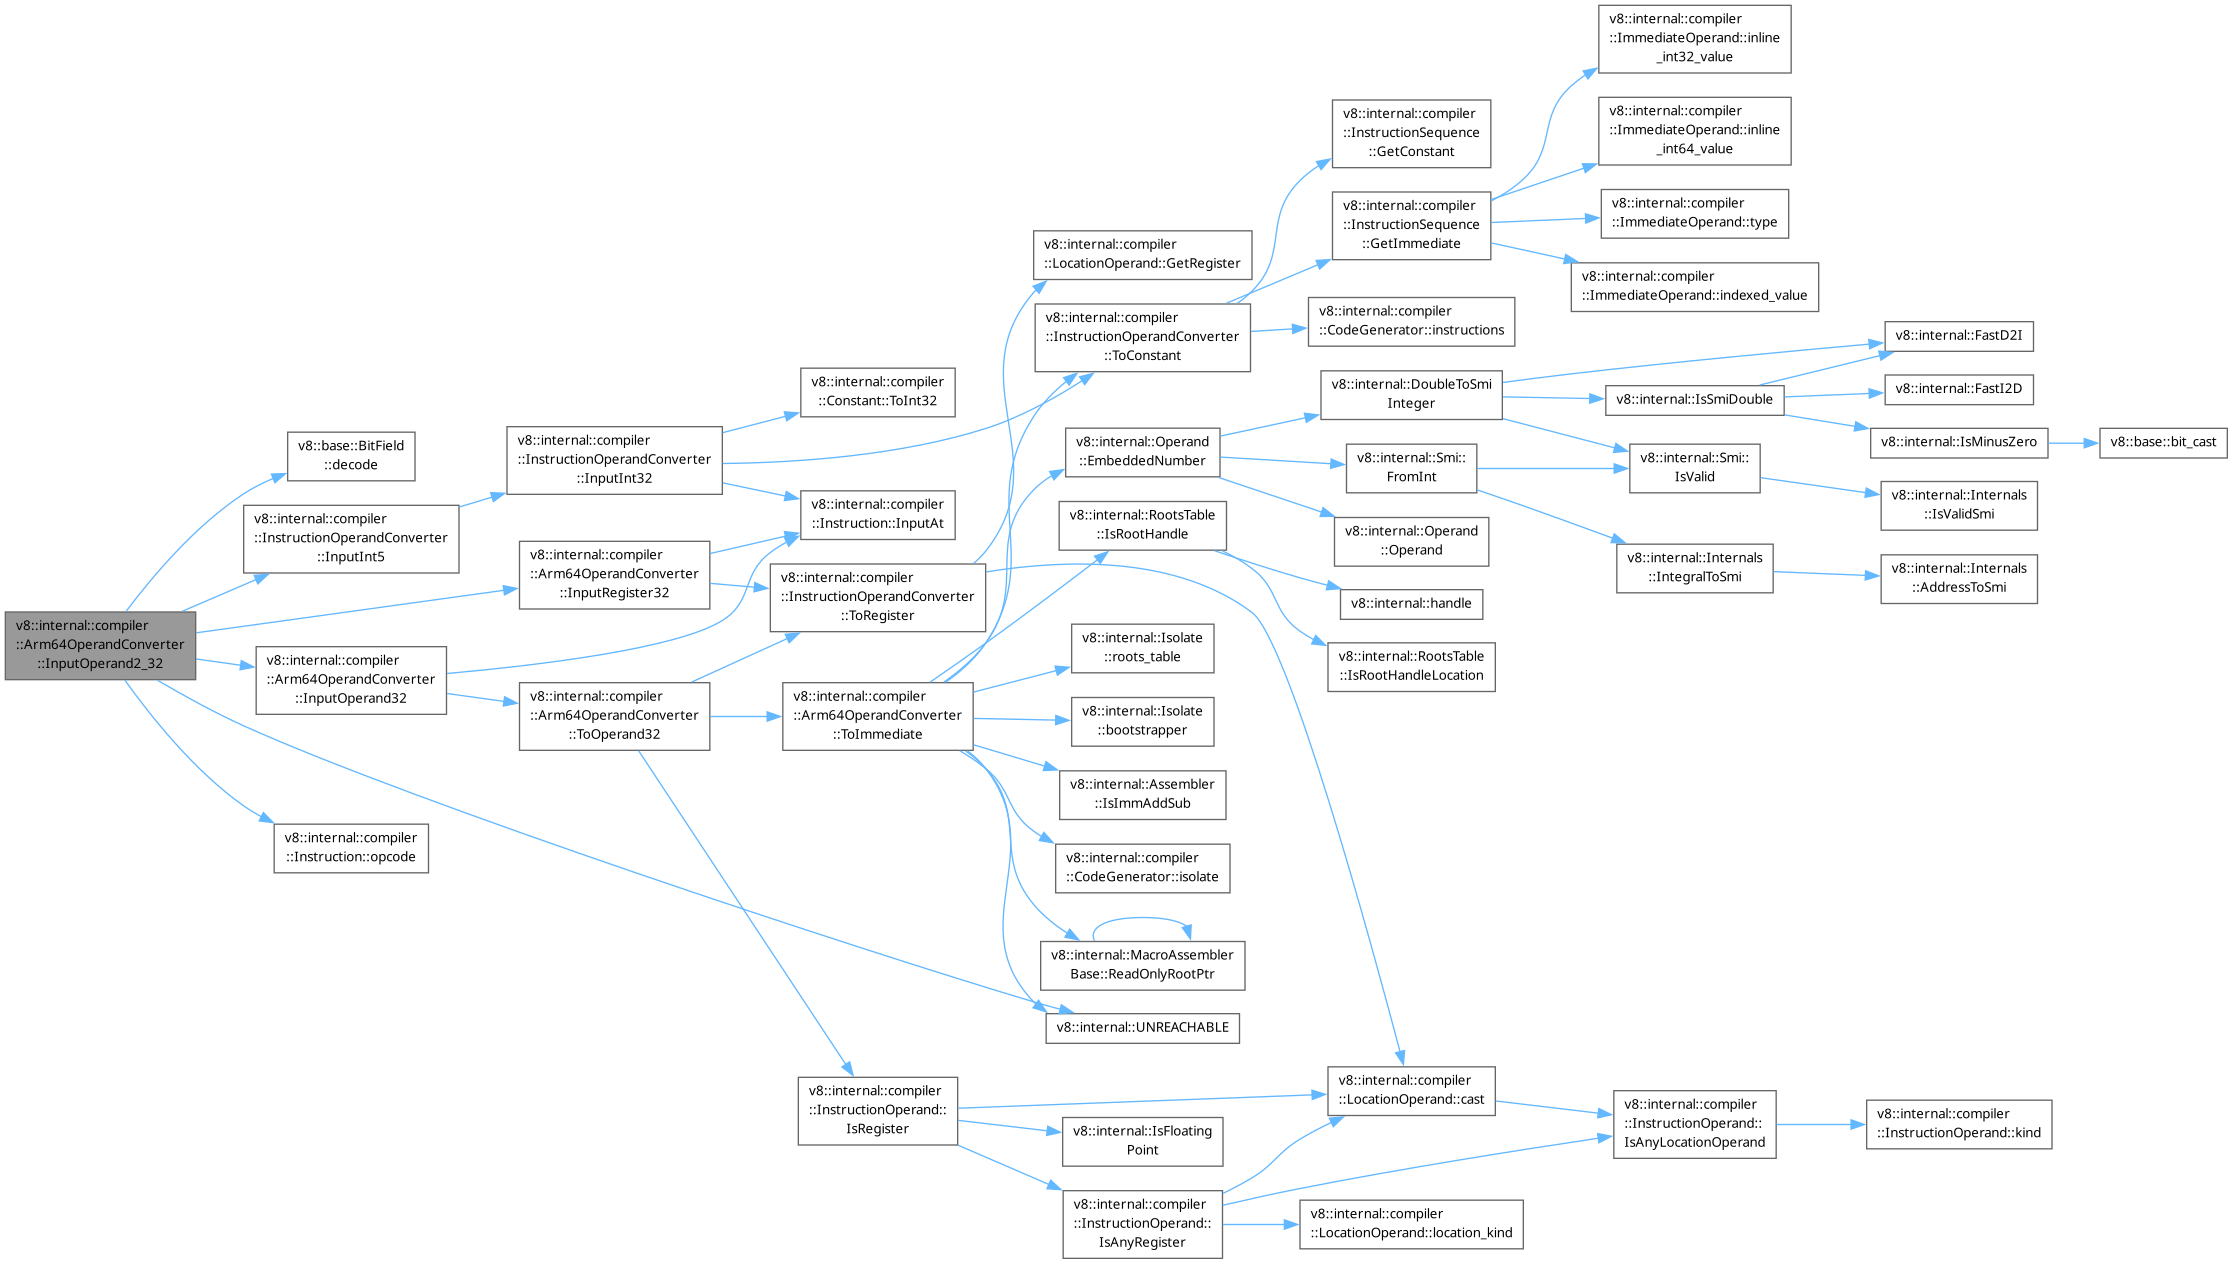 v8::internal::compiler
::Arm64OperandConverter
::InputOperand2_32
v8::base::BitField
::decode
v8::internal::compiler
::InstructionOperandConverter
::InputInt5
v8::internal::compiler
::Arm64OperandConverter
::InputOperand32
v8::internal::compiler
::Instruction::opcode
v8::internal::compiler
::InstructionOperandConverter
::InputInt32
v8::internal::compiler
::Arm64OperandConverter
::InputRegister32
v8::internal::compiler
::Arm64OperandConverter
::ToOperand32
v8::internal::compiler
::Constant::ToInt32
v8::internal::compiler
::Instruction::InputAt
v8::internal::compiler
::InstructionOperandConverter
::ToRegister
v8::internal::compiler
::Arm64OperandConverter
::ToImmediate
v8::internal::compiler
::InstructionOperand::
IsRegister
v8::internal::compiler
::LocationOperand::GetRegister
v8::internal::compiler
::InstructionOperandConverter
::ToConstant
v8::internal::Operand
::EmbeddedNumber
v8::internal::RootsTable
::IsRootHandle
v8::internal::Isolate
::roots_table
v8::internal::Isolate
::bootstrapper
v8::internal::Assembler
::IsImmAddSub
v8::internal::compiler
::CodeGenerator::isolate
v8::internal::MacroAssembler
Base::ReadOnlyRootPtr
v8::internal::UNREACHABLE
v8::internal::IsFloating
Point
v8::internal::compiler
::InstructionOperand::
IsAnyRegister
v8::internal::compiler
::InstructionSequence
::GetConstant
v8::internal::compiler
::InstructionSequence
::GetImmediate
v8::internal::compiler
::CodeGenerator::instructions
v8::internal::DoubleToSmi
Integer
v8::internal::Smi::
FromInt
v8::internal::Operand
::Operand
v8::internal::handle
v8::internal::RootsTable
::IsRootHandleLocation
v8::internal::compiler
::LocationOperand::cast
v8::internal::compiler
::LocationOperand::location_kind
v8::internal::compiler
::ImmediateOperand::inline
_int32_value
v8::internal::compiler
::ImmediateOperand::inline
_int64_value
v8::internal::compiler
::ImmediateOperand::type
v8::internal::compiler
::ImmediateOperand::indexed_value
v8::internal::IsSmiDouble
v8::internal::Smi::
IsValid
v8::internal::Internals
::IntegralToSmi
v8::internal::compiler
::InstructionOperand::
IsAnyLocationOperand
v8::internal::FastD2I
v8::internal::FastI2D
v8::internal::IsMinusZero
v8::internal::Internals
::IsValidSmi
v8::internal::Internals
::AddressToSmi
v8::internal::compiler
::InstructionOperand::kind
v8::base::bit_cast